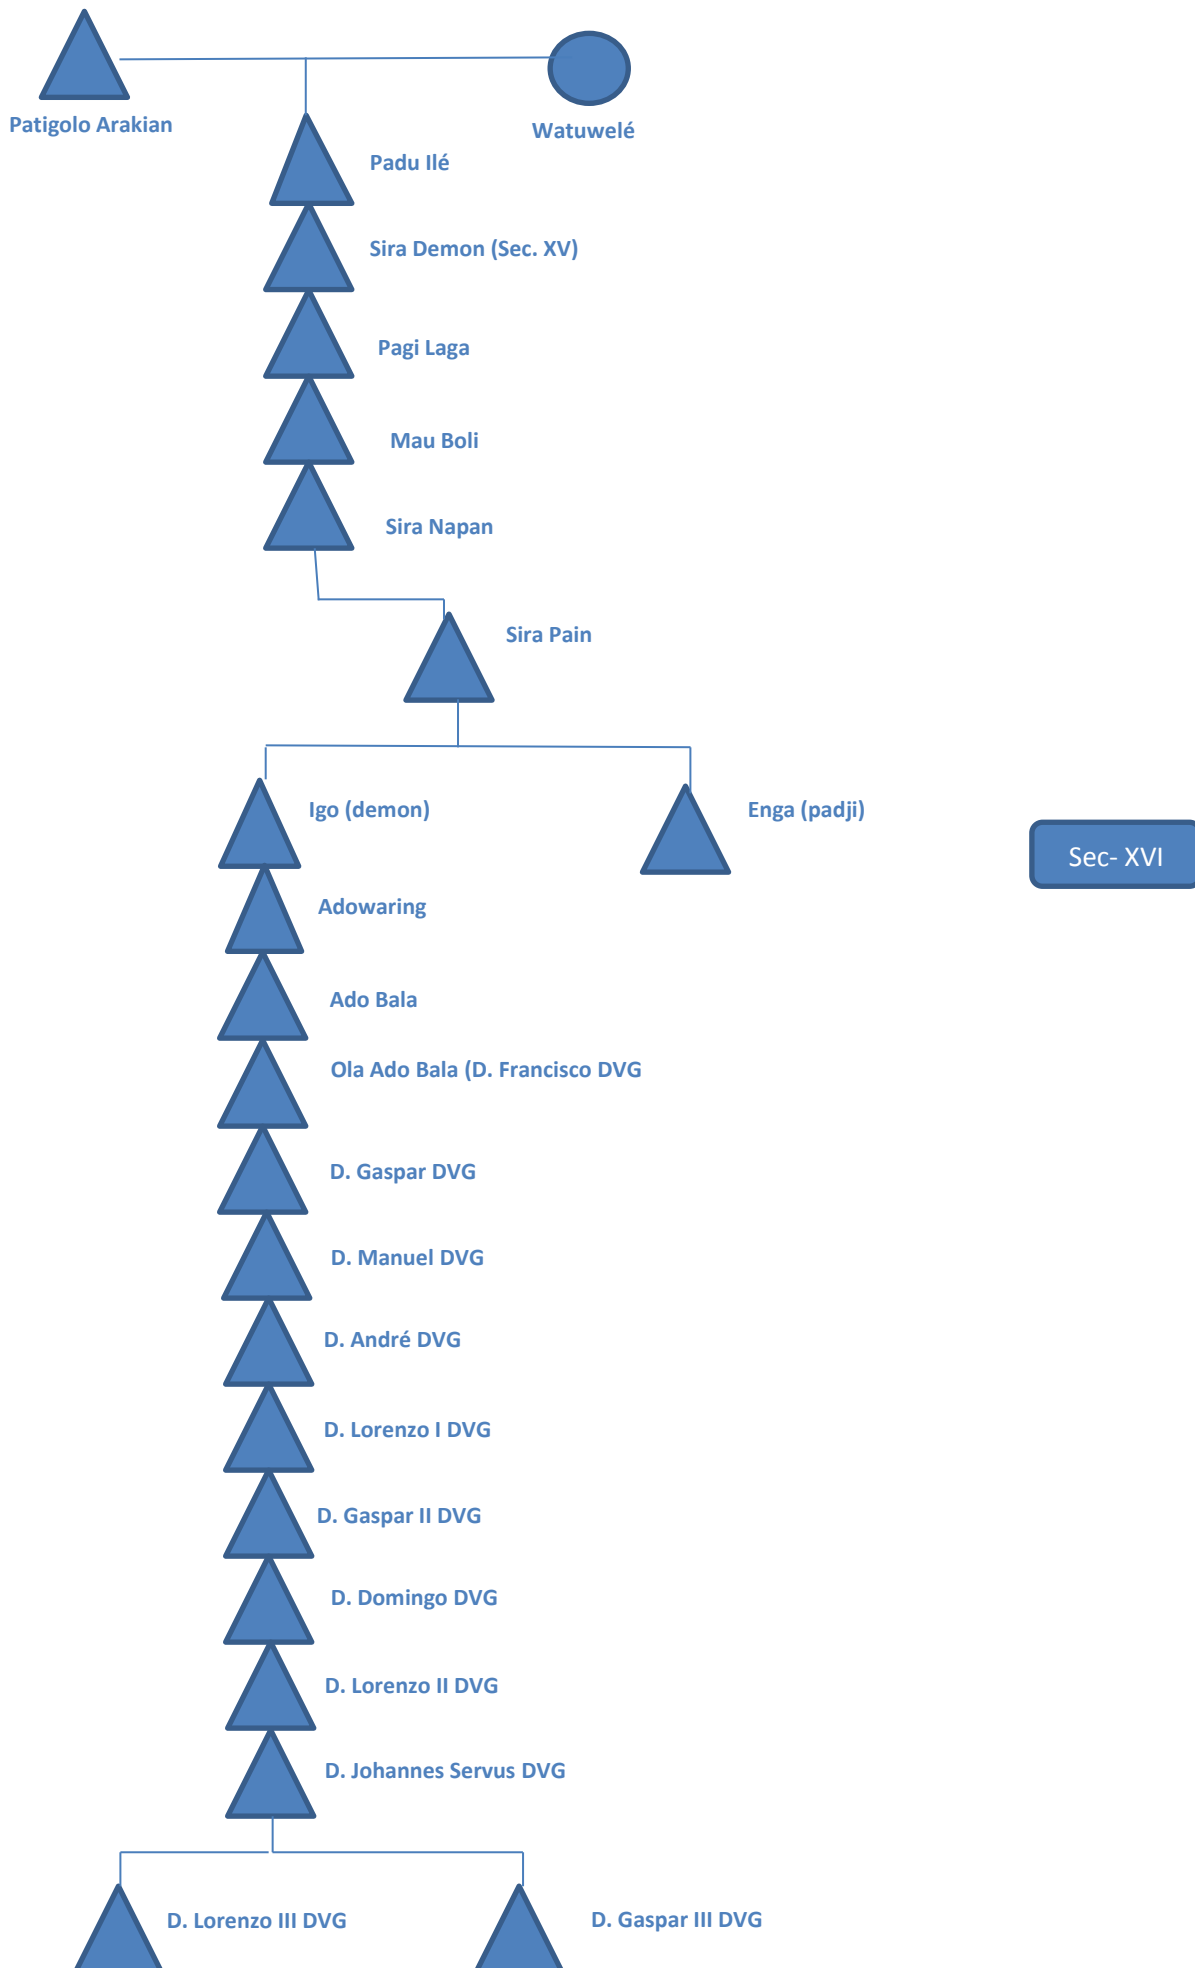 Patigolo Arakian
Watuwelé
Padu Ilé
Sira Demon (Sec. XV)
Pagi Laga
Mau Boli
Sira Napan
Sira Pain
Igo (demon)
Enga (padji)
Sec- XVI
Adowaring
Ado Bala
Ola Ado Bala (D. Francisco DVG
D. Gaspar DVG
D. Manuel DVG
D. André DVG
D. Lorenzo I DVG
D. Gaspar II DVG
D. Domingo DVG
D. Lorenzo II DVG
D. Johannes Servus DVG
D. Lorenzo III DVG
D. Gaspar III DVG